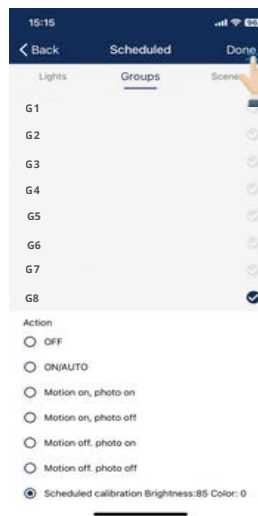 15:15
Back Scheduled Done
Lights Groups Scenes
G1
G2
G3
G4
G5
G6
G7
G8
Action
OFF
ON/AUTO
Motion on, photo on
Motion on, photo off
Motion off. photo on
Motion off. photo off
Scheduled calibration Brightness:85 Color: 0